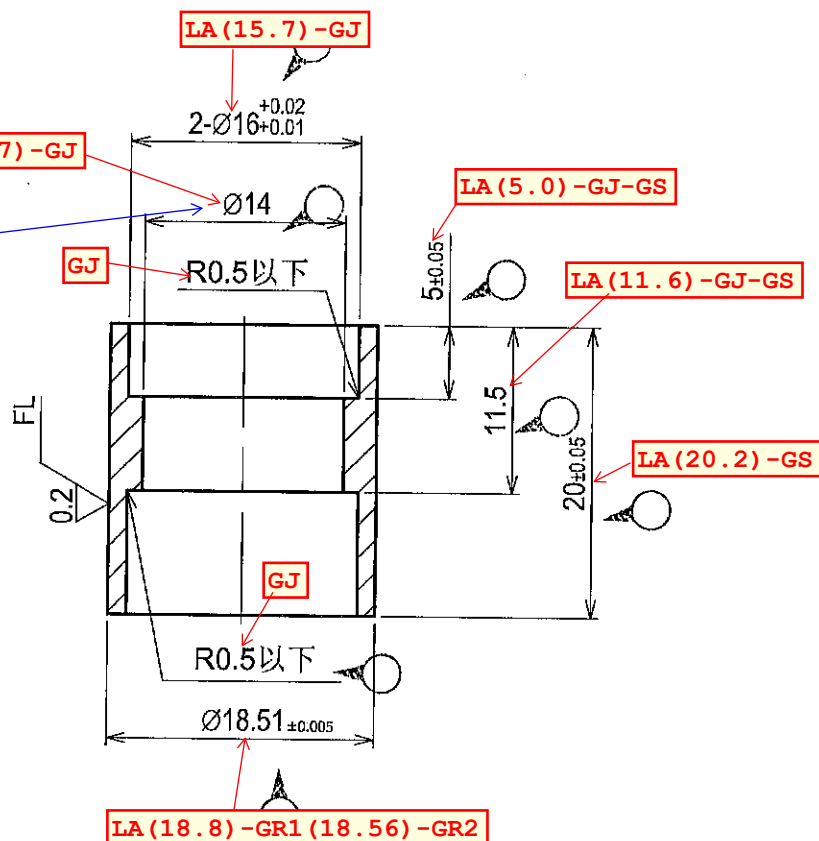 LA(15.7)-GJ
2-Ø16 +0.02 +0.01
7)-GJ
Ø14
LA(5.0)-GJ-GS
GJ
R0.5以下
5±0.05
LA(11.6)-GJ-GS
FL
11.5
20±0.05
LA(20.2)-GS
0.2
GJ
R0.5以下
Ø18.51 ±0.005
LA(18.8)-GR1(18.56)-GR2